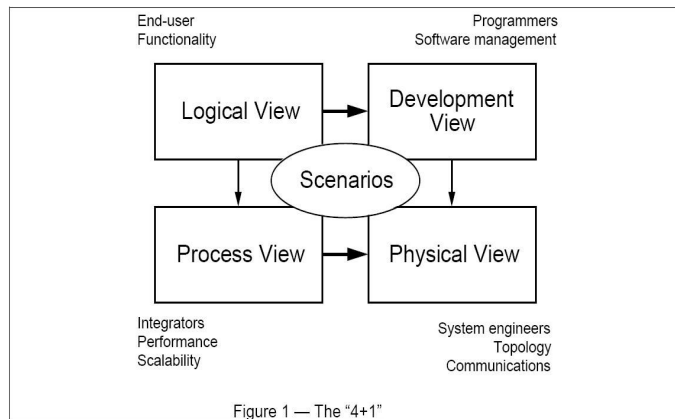 End-user
Functionality
Programmers
Software management
Logical View
Development
View
Scenarios
Process View
Physical View
Integrators
Performance
Scalability
System engineers
Topology
Communications
Figure 1 — The “4+1”